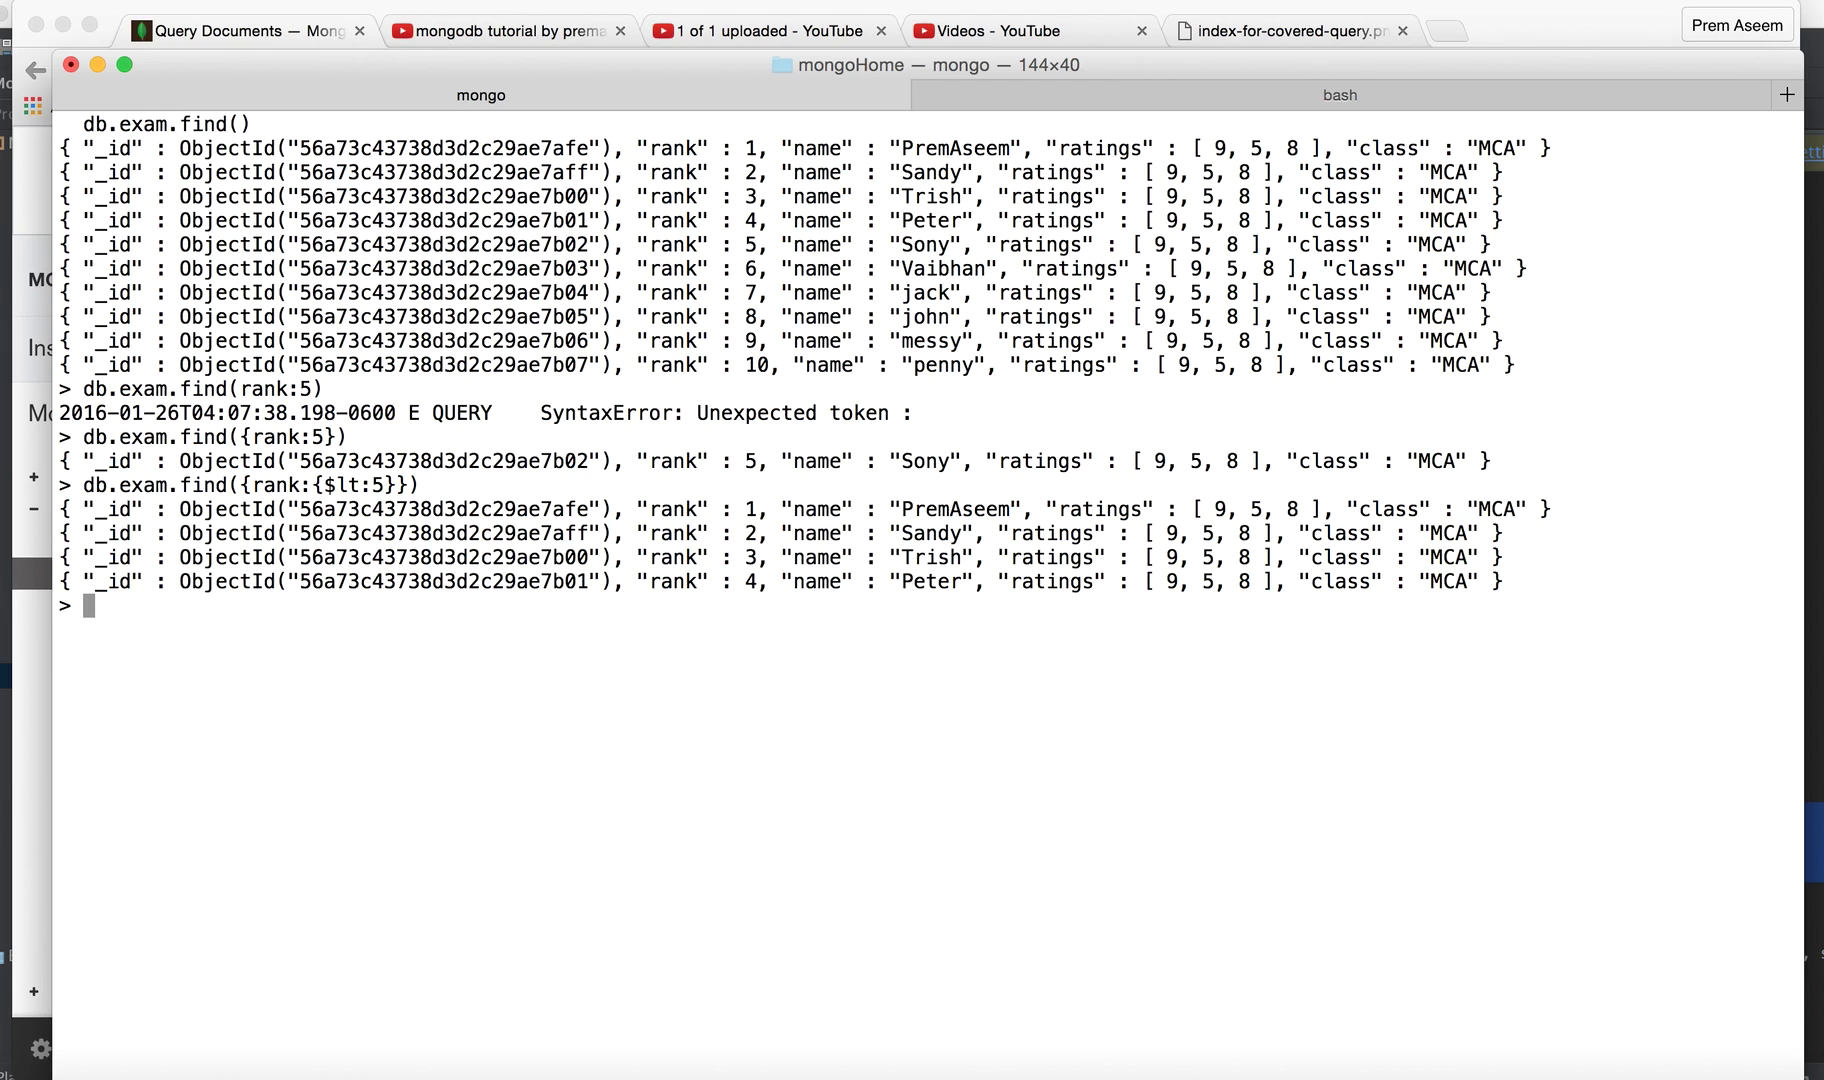 Query Documents — Mong
mongodb tutorial by prema
1 of 1 uploaded - YouTube
Videos - YouTube
index-for-covered-query.pn
Prem Aseem
mongoHome — mongo — 144×40
mongo
bash
db.exam.find()
{ "_id" : ObjectId("56a73c43738d3d2c29ae7afe"), "rank" : 1, "name" : "PremAseem", "ratings" : [ 9, 5, 8 ], "class" : "MCA" }
{ "_id" : ObjectId("56a73c43738d3d2c29ae7aff"), "rank" : 2, "name" : "Sandy", "ratings" : [ 9, 5, 8 ], "class" : "MCA" }
{ "_id" : ObjectId("56a73c43738d3d2c29ae7b00"), "rank" : 3, "name" : "Trish", "ratings" : [ 9, 5, 8 ], "class" : "MCA" }
{ "_id" : ObjectId("56a73c43738d3d2c29ae7b01"), "rank" : 4, "name" : "Peter", "ratings" : [ 9, 5, 8 ], "class" : "MCA" }
{ "_id" : ObjectId("56a73c43738d3d2c29ae7b02"), "rank" : 5, "name" : "Sony", "ratings" : [ 9, 5, 8 ], "class" : "MCA" }
{ "_id" : ObjectId("56a73c43738d3d2c29ae7b03"), "rank" : 6, "name" : "Vaibhan", "ratings" : [ 9, 5, 8 ], "class" : "MCA" }
{ "_id" : ObjectId("56a73c43738d3d2c29ae7b04"), "rank" : 7, "name" : "jack", "ratings" : [ 9, 5, 8 ], "class" : "MCA" }
{ "_id" : ObjectId("56a73c43738d3d2c29ae7b05"), "rank" : 8, "name" : "john", "ratings" : [ 9, 5, 8 ], "class" : "MCA" }
{ "_id" : ObjectId("56a73c43738d3d2c29ae7b06"), "rank" : 9, "name" : "messy", "ratings" : [ 9, 5, 8 ], "class" : "MCA" }
{ "_id" : ObjectId("56a73c43738d3d2c29ae7b07"), "rank" : 10, "name" : "penny", "ratings" : [ 9, 5, 8 ], "class" : "MCA" }
> db.exam.find(rank:5)
2016-01-26T04:07:38.198-0600 E QUERY    SyntaxError: Unexpected token :
> db.exam.find({rank:5})
{ "_id" : ObjectId("56a73c43738d3d2c29ae7b02"), "rank" : 5, "name" : "Sony", "ratings" : [ 9, 5, 8 ], "class" : "MCA" }
> db.exam.find({rank:{$lt:5}})
{ "_id" : ObjectId("56a73c43738d3d2c29ae7afe"), "rank" : 1, "name" : "PremAseem", "ratings" : [ 9, 5, 8 ], "class" : "MCA" }
{ "_id" : ObjectId("56a73c43738d3d2c29ae7aff"), "rank" : 2, "name" : "Sandy", "ratings" : [ 9, 5, 8 ], "class" : "MCA" }
{ "_id" : ObjectId("56a73c43738d3d2c29ae7b00"), "rank" : 3, "name" : "Trish", "ratings" : [ 9, 5, 8 ], "class" : "MCA" }
{ "_id" : ObjectId("56a73c43738d3d2c29ae7b01"), "rank" : 4, "name" : "Peter", "ratings" : [ 9, 5, 8 ], "class" : "MCA" }
>